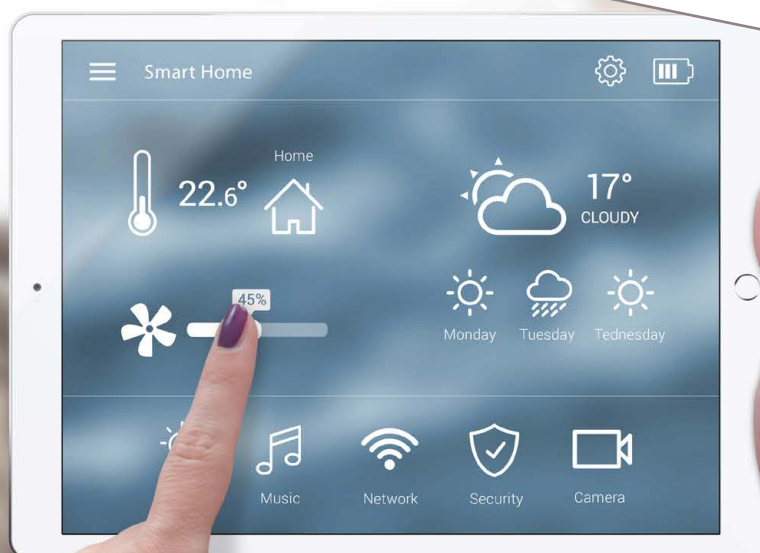 Smart Home
Home
22.6°
17°
CLOUDY
45%
Monday Tuesday Tednesday
Music Network Security Camera